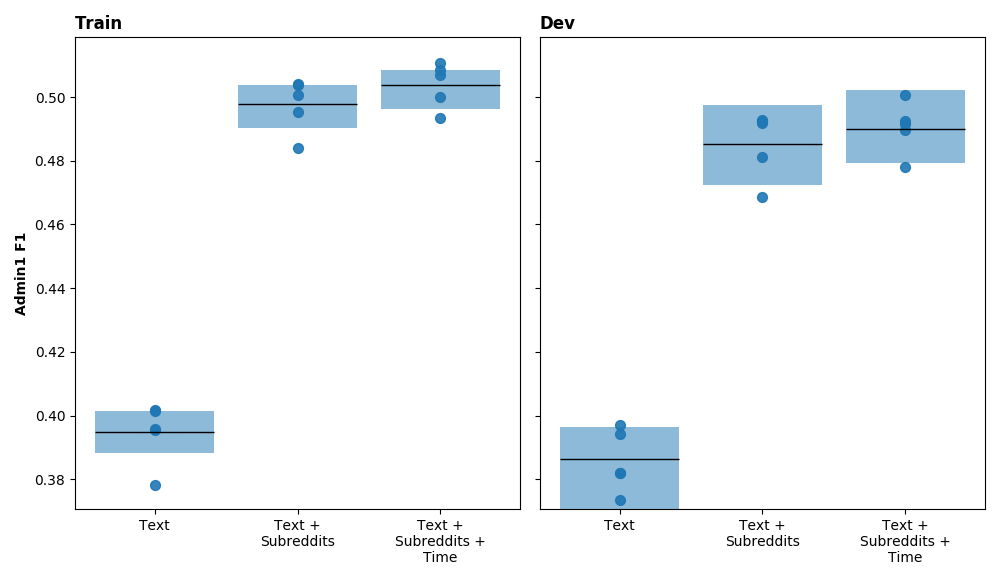 Train
Dev
Admin1 F1
0.50
0.48
0.46
0.44
0.42
0.40
0.38
Text
Text +
Subreddits
Text +
Subreddits +
Time
Text
Text +
Subreddits
Text +
Subreddits +
Time